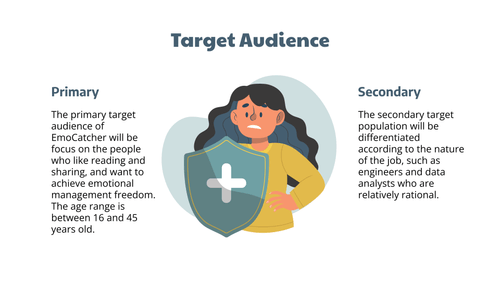 Target Audience
Primary
The primary target
audience of
EmoCatcher will be
focus on the people
who like reading and
sharing, and want to
achieve emotional
management freedom.
The age range is
between 16 and 45
years old.
Secondary
The secondary target
population will be
differentiated
according to the nature
of the job, such as
engineers and data
analysts who are
relatively rational.